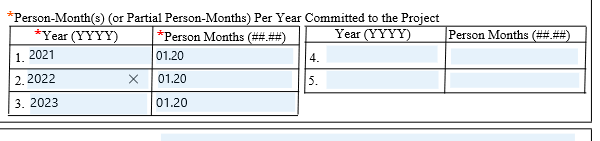 *Person-Month(s) (or Partial Person-Months) Per Year Committed to the Project
*Year (YYYY) *Person Months (##.##) Year (YYYY) Person Months (##.##)
1. 2021 01.20 4.
2. 2022 × 01.20 5.
3. 2023 01.20